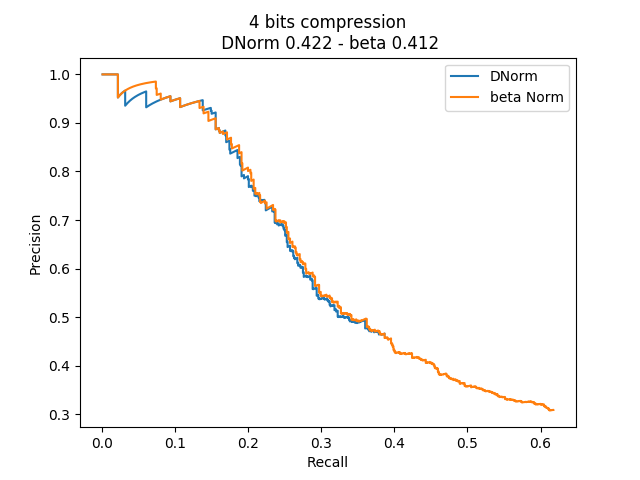 4 bits compression
DNorm 0.422 - beta 0.412
DNorm
beta Norm
1.0
0.9
0.8
0.7
0.6
0.5
0.4
0.3
Precision
0.0 0.1 0.2 0.3 0.4 0.5 0.6
Recall